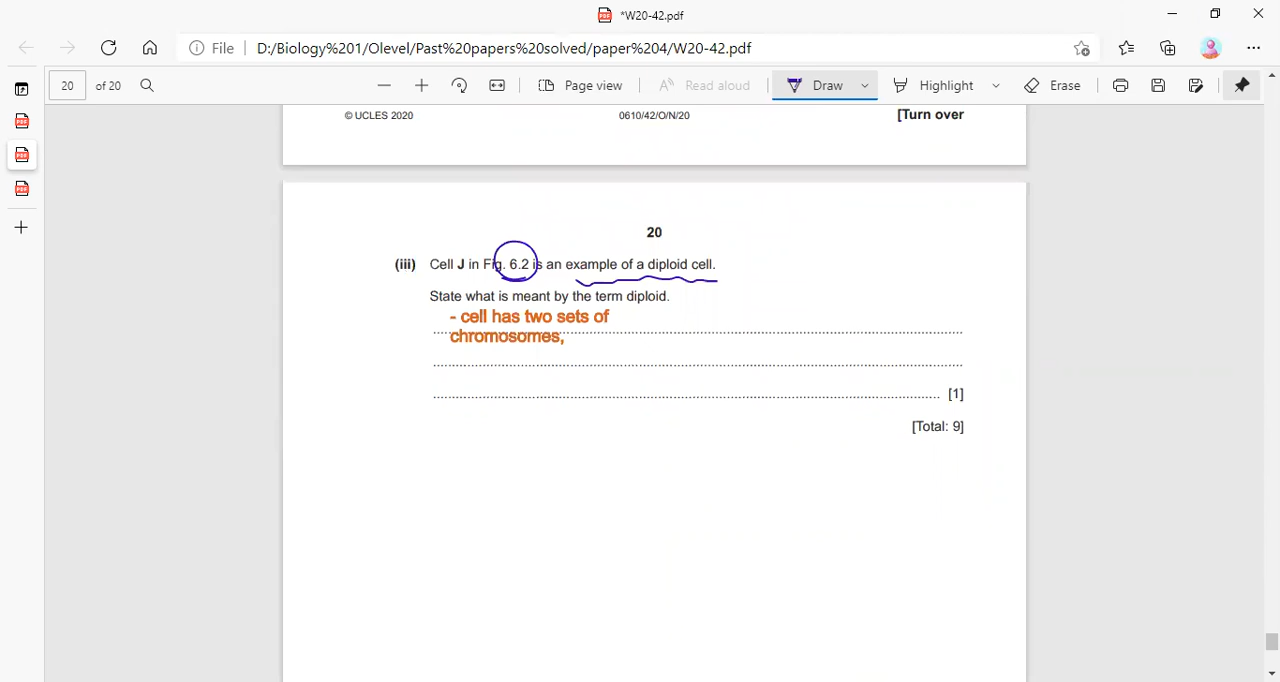 *W20-42.pdf
File
D:/Biology%201/Olevel/Past%20papers%20solved/paper%204/W20-42.pdf
20 of 20
Page view
Read aloud
Draw
Highlight
Erase
© UCLES 2020 0610/42/O/N/20 [Turn over
20
(iii) Cell J in Fig. 6.2 is an example of a diploid cell.
State what is meant by the term diploid.
- cell has two sets of
chromosomes,
[1]
[Total: 9]